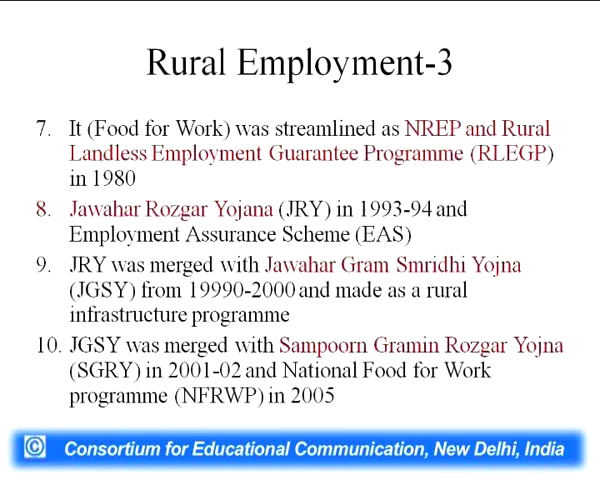 Rural Employment-3
7. It (Food for Work) was streamlined as NREP and Rural
Landless Employment Guarantee Programme (RLEGP)
in 1980
8. Jawahar Rozgar Yojana (JRY) in 1993-94 and
Employment Assurance Scheme (EAS)
9. JRY was merged with Jawahar Gram Smridhi Yojna
(JGSY) from 19990-2000 and made as a rural
infrastructure programme
10. JGSY was merged with Sampoorn Gramin Rozgar Yojna
(SGRY) in 2001-02 and National Food for Work
programme (NFRWP) in 2005
© Consortium for Educational Communication, New Delhi, India